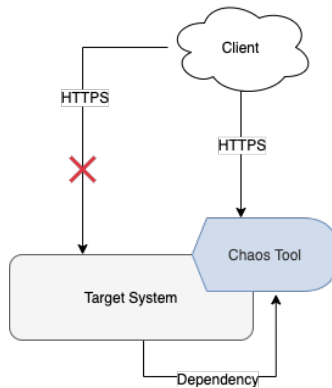 Client
HTTPS
HTTPS
Chaos Tool
Target System
Dependency